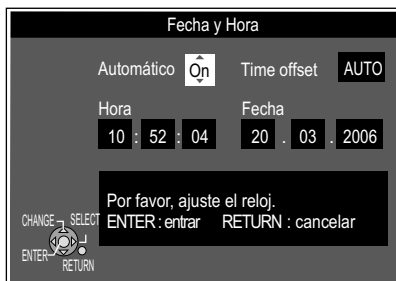 Fecha y Hora
Automático On Time offset AUTO
Hora Fecha
10 : 52 : 04 20 . 03 . 2006
Por favor, ajuste el reloj.
ENTER : entrar RETURN : cancelar
CHANGE SELECT
ENTER
RETURN